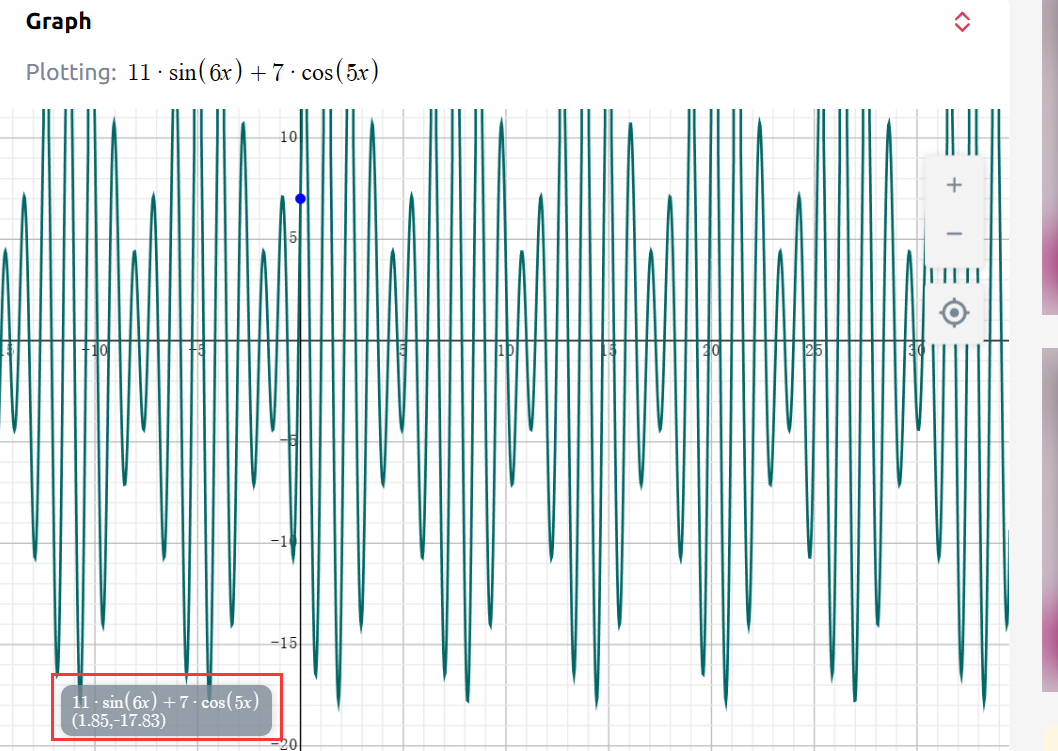 Graph
Plotting: 11 · sin(6x) + 7 · cos(5x)
10
5
-10 -5 5 10 15 20 25 30
-5
-10
-15
11 · sin(6x) + 7 · cos(5x)
(1.85,-17.83)
-20